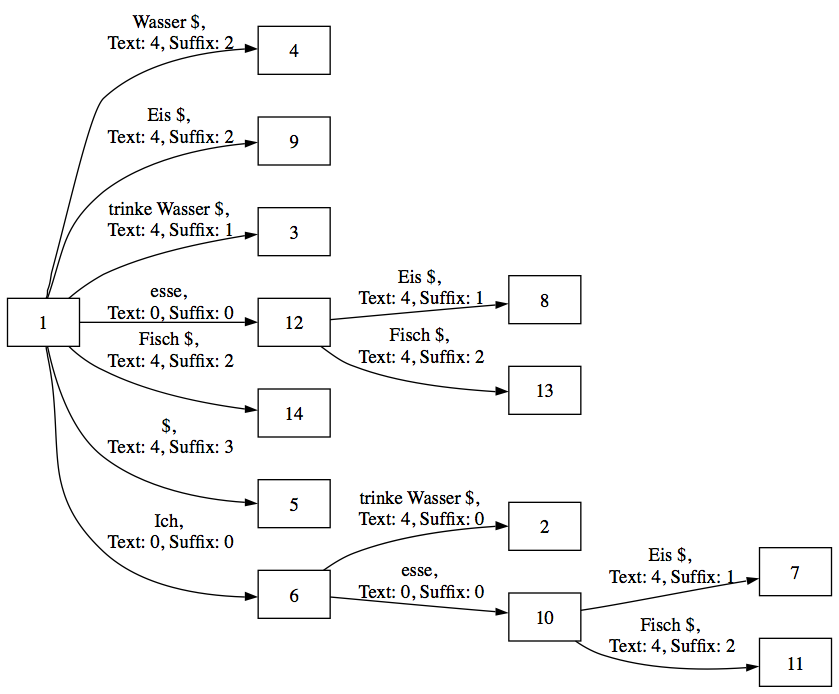 Wasser $,
Text: 4, Suffix: 2
4
Eis $,
Text: 4, Suffix: 2
9
trinke Wasser $,
Text: 4, Suffix: 1
3
1
esse,
Text: 0, Suffix: 0
12
Eis $,
Text: 4, Suffix: 1
8
Fisch $,
Text: 4, Suffix: 2
13
Fisch $,
Text: 4, Suffix: 2
14
$,
Text: 4, Suffix: 3
5
Ich,
Text: 0, Suffix: 0
6
trinke Wasser $,
Text: 4, Suffix: 0
2
esse,
Text: 0, Suffix: 0
10
Eis $,
Text: 4, Suffix: 1
7
Fisch $,
Text: 4, Suffix: 2
11